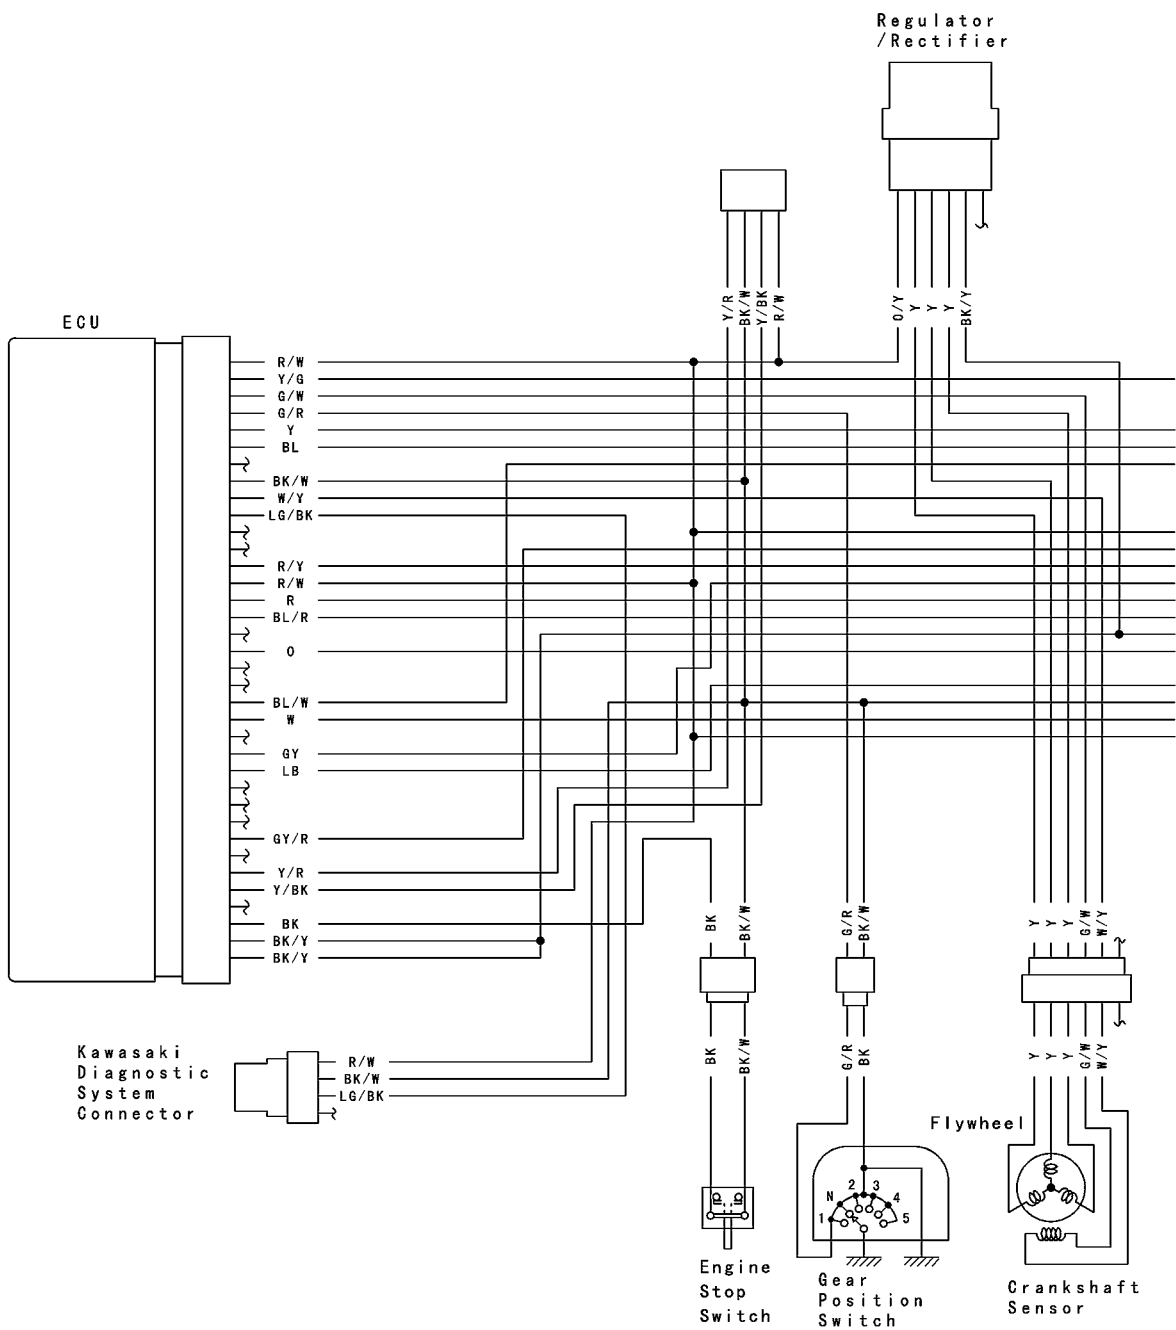 Regulator
/Rectifier
Y/R
BK/W
Y/BK
R/W
O/Y
Y
Y
Y
BK/Y
ECU
R/W
Y/G
G/W
G/R
Y
BL
BK/W
W/Y
LG/BK
R/Y
R/W
R
BL/R
O
BL/W
W
GY
LB
GY/R
Y/R
Y/BK
BK
BK/Y
BK/Y
BK
BK/W
G/R
BK/W
Y
Y
Y
G/W
W/Y
Kawasaki
Diagnostic
System
Connector
R/W
BK/W
LG/BK
BK
BK/W
G/R
BK
Y
Y
Y
G/W
W/Y
Flywheel
1
N
2
3
4
5
Engine
Stop
Switch
Gear
Position
Switch
Crankshaft
Sensor